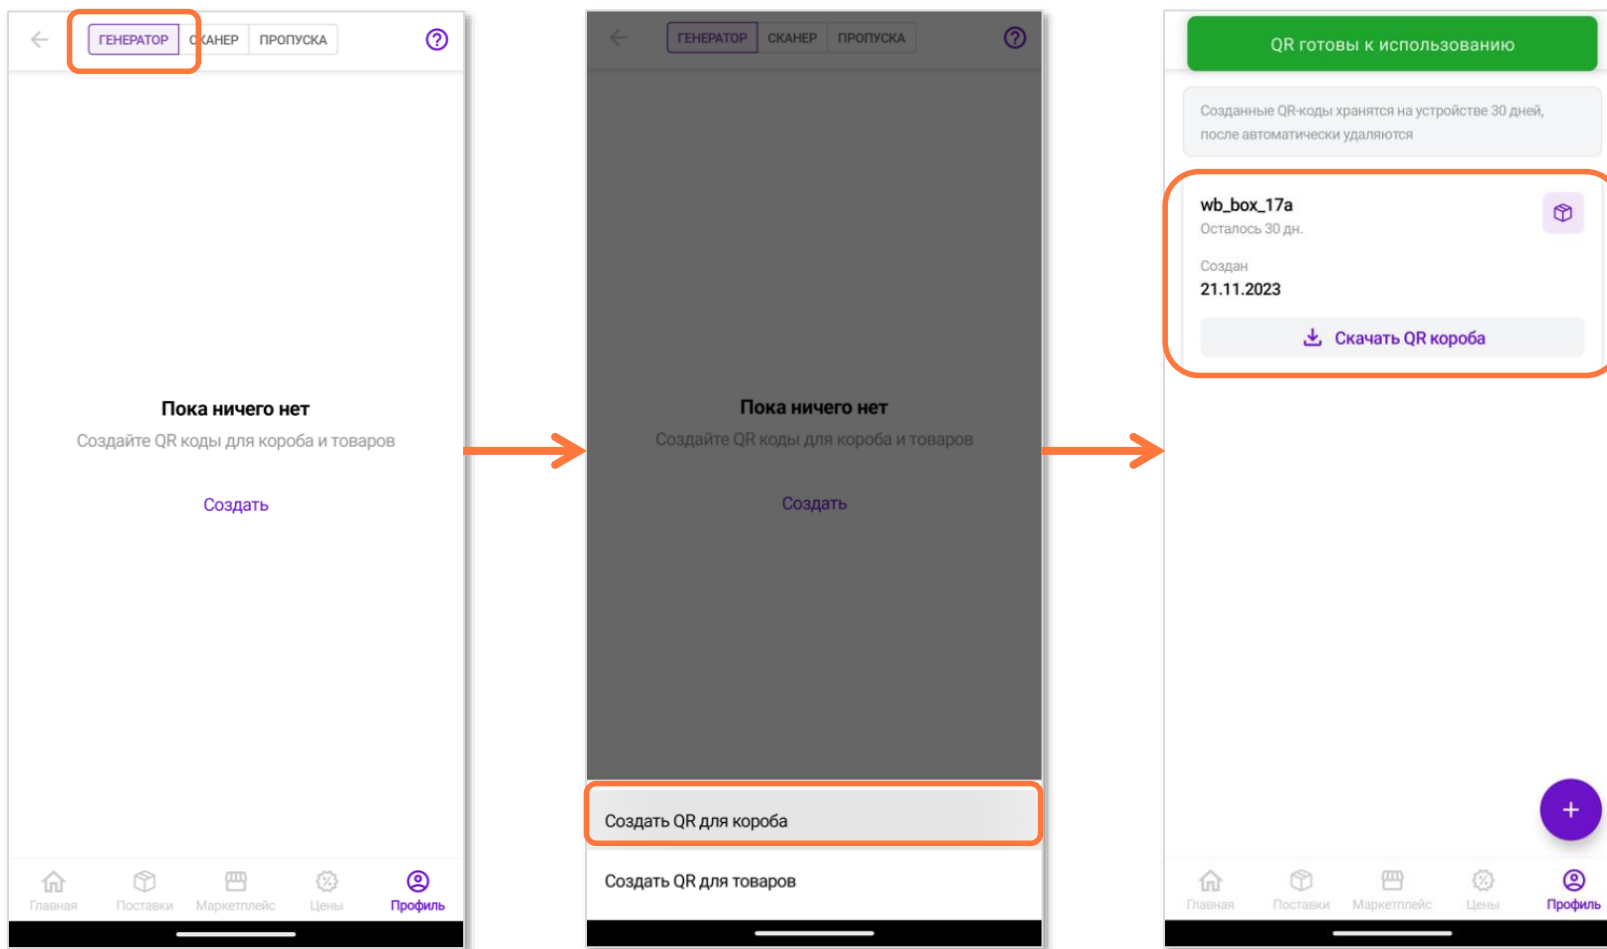 ГЕНЕРАТОР СКАНЕР ПРОПУСКА
Пока ничего нет
Создайте QR коды для короба и товаров
Создать
Главная Поставки Маркетплейс Цены Профиль
ГЕНЕРАТОР СКАНЕР ПРОПУСКА
Пока ничего нет
Создайте QR коды для короба и товаров
Создать
Создать QR для короба
Создать QR для товаров
QR готовы к использованию
Созданные QR-коды хранятся на устройстве 30 дней,
после автоматически удаляются
wb_box_17a
Осталось 30 дн.
Создан
21.11.2023
Скачать QR короба
Главная Поставки Маркетплейс Цены Профиль